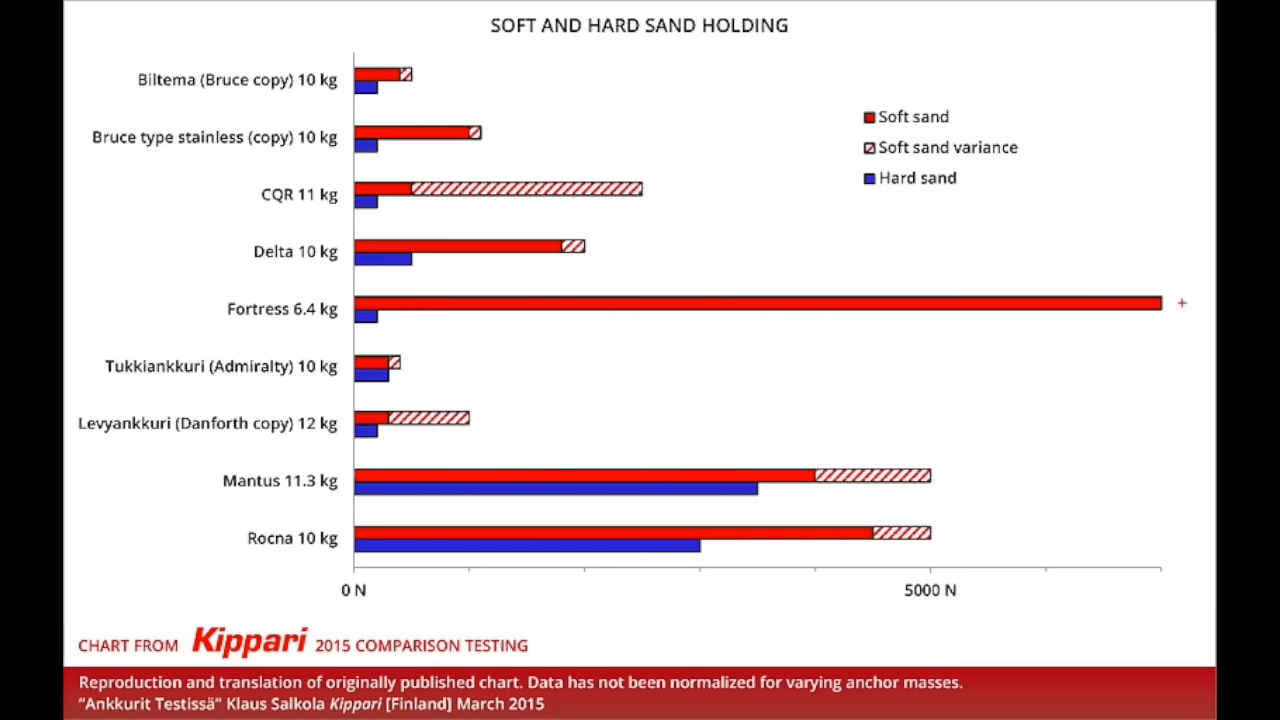 SOFT AND HARD SAND HOLDING
Biltema (Bruce copy) 10 kg
Bruce type stainless (copy) 10 kg
CQR 11 kg
Delta 10 kg
Fortress 6.4 kg
Tukkiankkuri (Admiralty) 10 kg
Levyankkuri (Danforth copy) 12 kg
Mantus 11.3 kg
Rocna 10 kg
Soft sand
Soft sand variance
Hard sand
+
0 N
5000 N
CHART FROM Kippari 2015 COMPARISON TESTING
Reproduction and translation of originally published chart. Data has not been normalized for varying anchor masses.
“Ankkurit Testissä” Klaus Salkola Kippari [Finland] March 2015